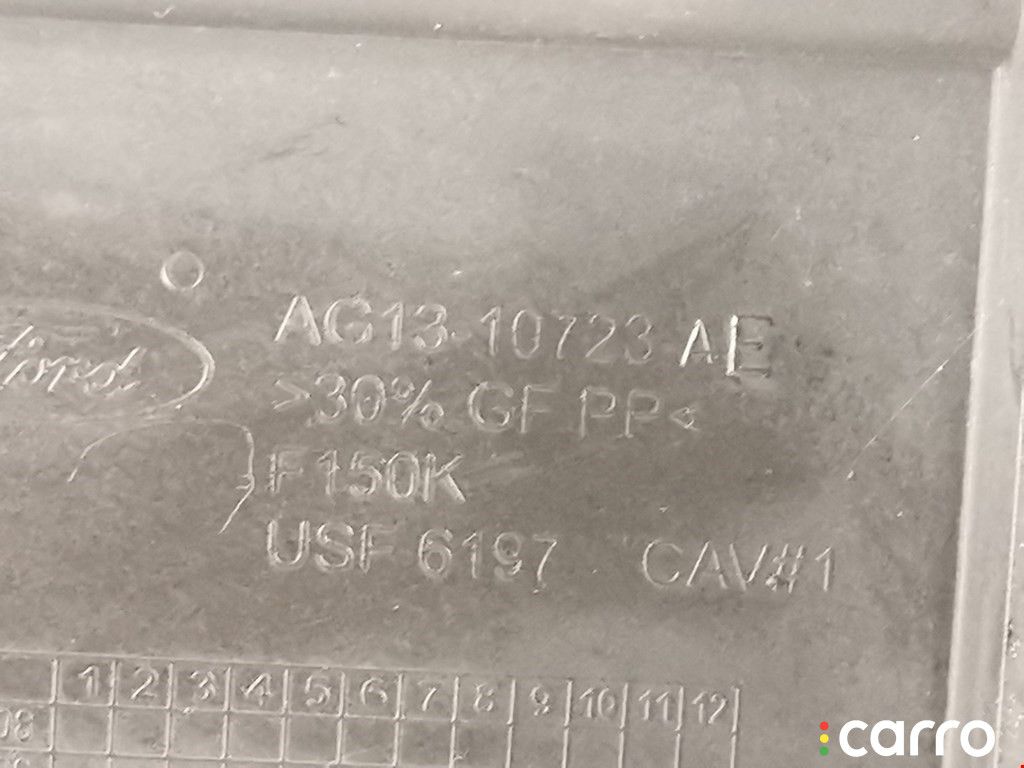 Ford
AG13-10723-AE
>30% GF PP<
F150K
USF 6197 CAV#1
1 2 3 4 5 6 7 8 9 10 11 12
08
carro